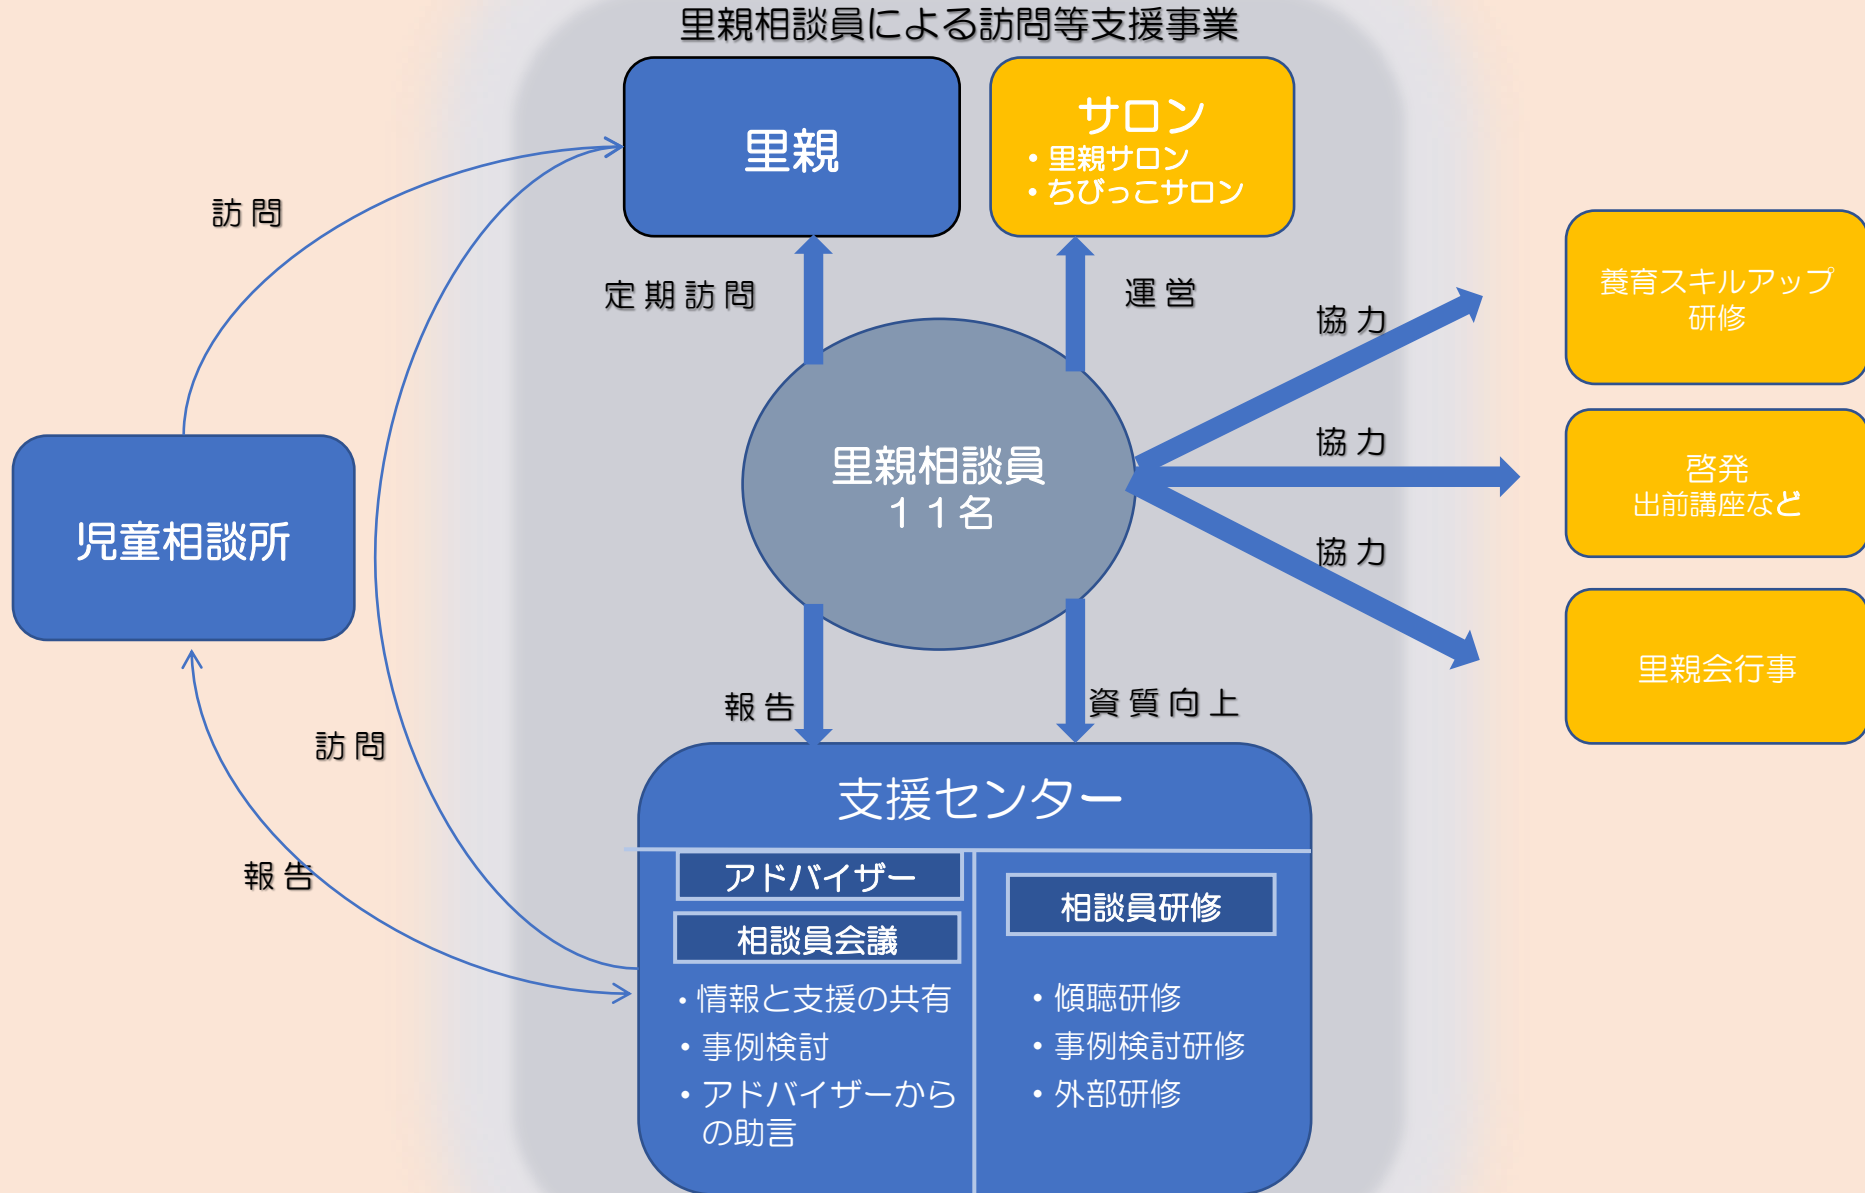 里親相談員による訪問等支援事業
里親
サロン
・里親サロン
・ちびっこサロン
訪問
定期訪問
運営
協力
養育スキルアップ
研修
里親相談員
１１名
協力
啓発
出前講座など
児童相談所
協力
里親会行事
報告
資質向上
訪問
支援センター
報告
アドバイザー
相談員会議
・情報と支援の共有
・事例検討
・アドバイザーから
の助言
相談員研修
・傾聴研修
・事例検討研修
・外部研修